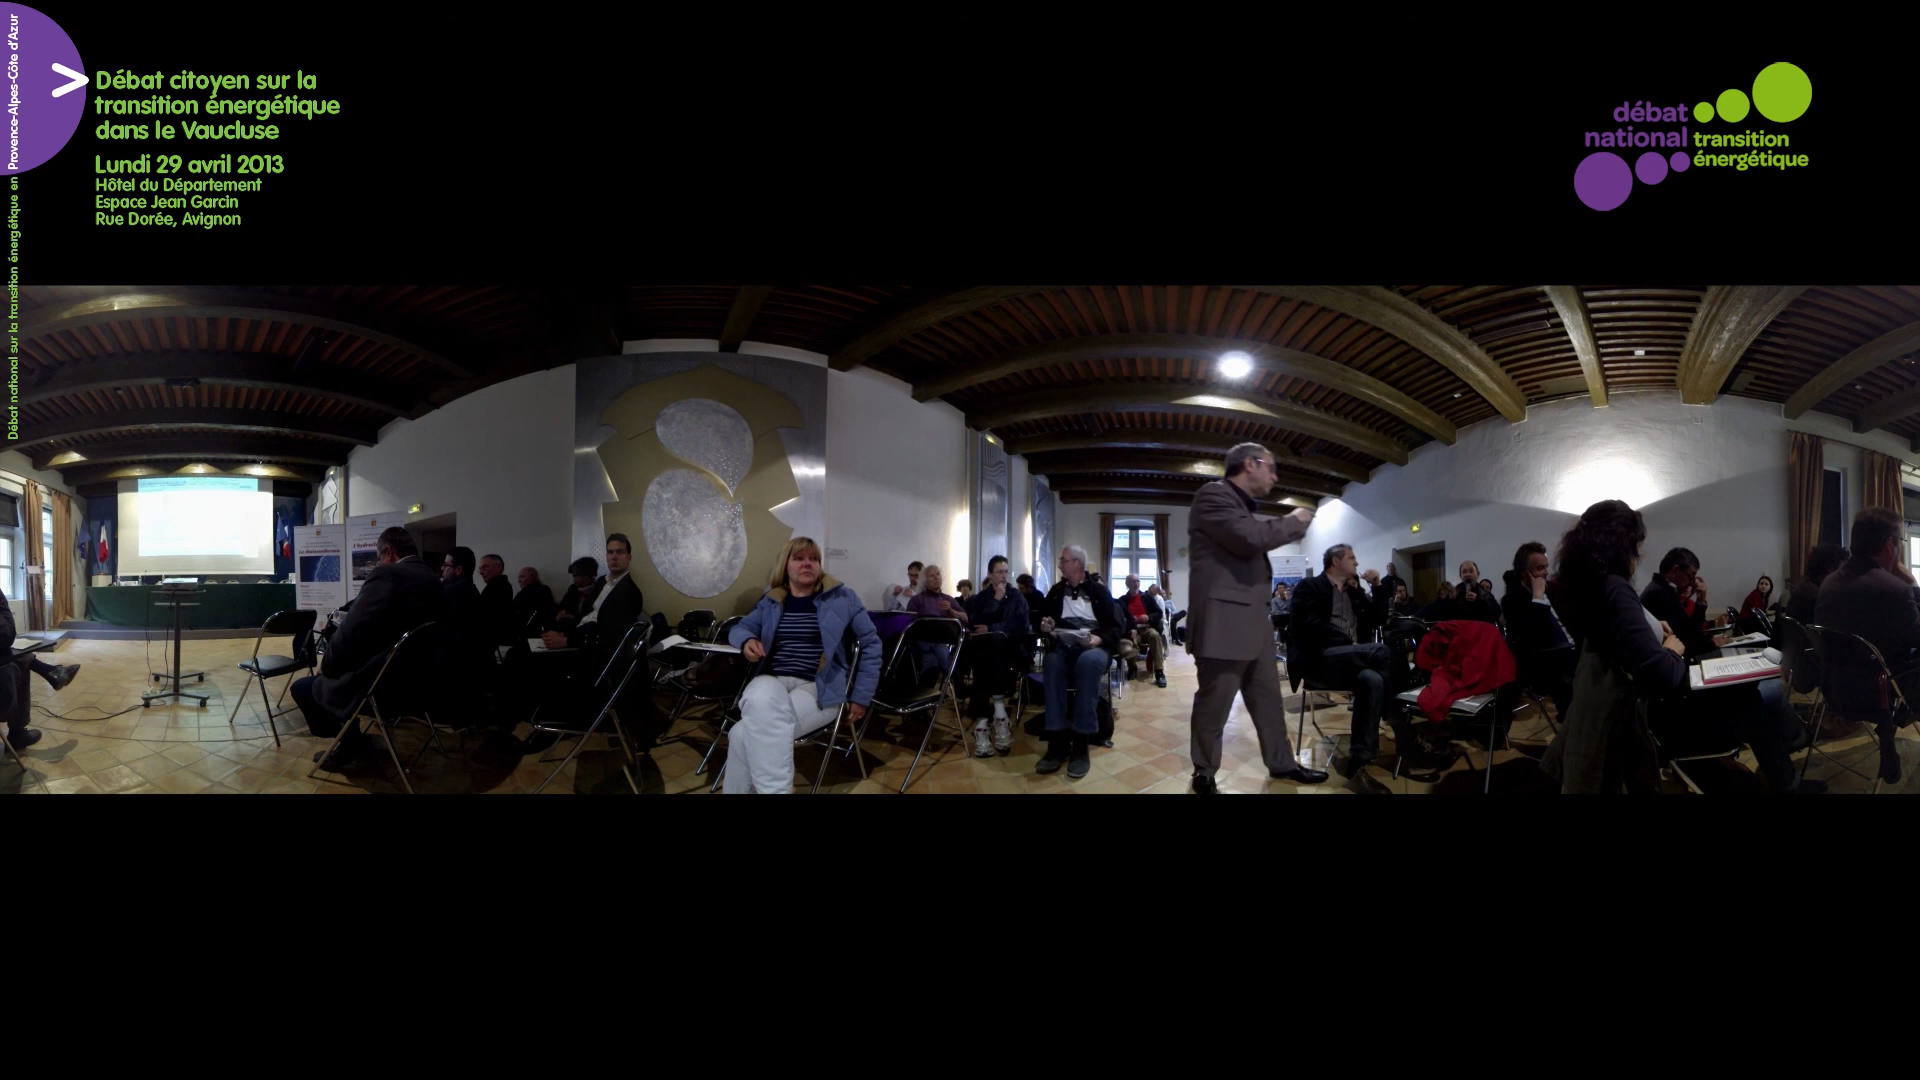 Débat national sur la transition énergétique en Provence-Alpes-Côte d'Azur
> Débat citoyen sur la
transition énergétique
dans le Vaucluse
Lundi 29 avril 2013
Hôtel du Département
Espace Jean Garcin
Rue Dorée, Avignon
débat
national transition
énergétique